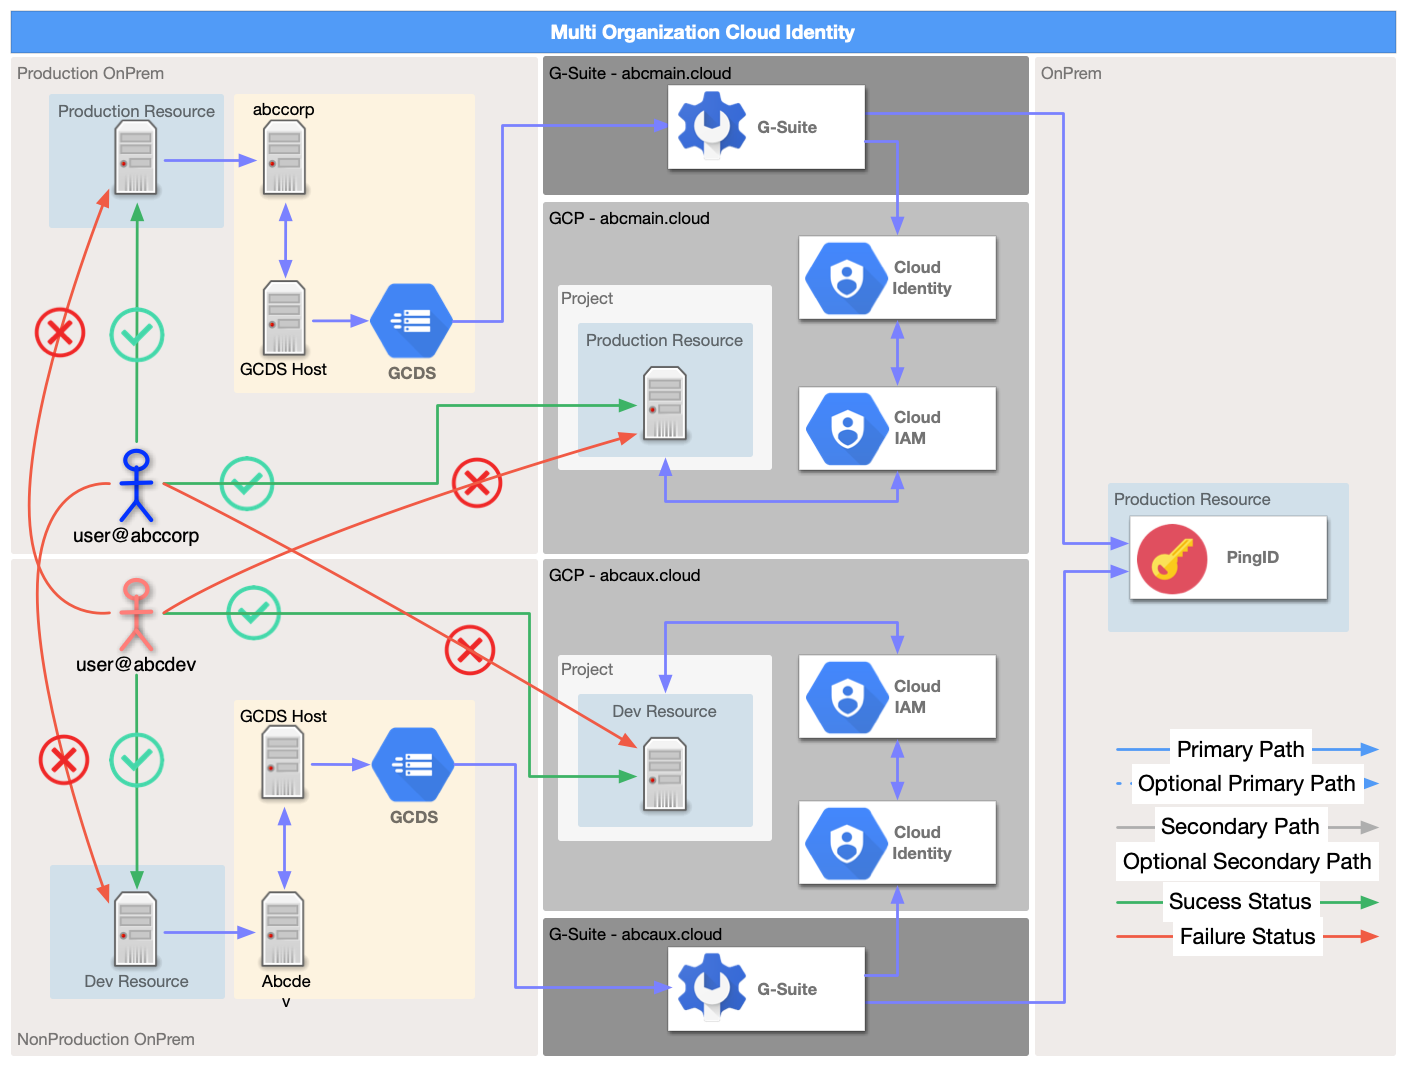 Multi Organization Cloud Identity
Production OnPrem
Production Resource
abccorp
GCDS Host
GCDS
user@abccorp
G-Suite - abcmain.cloud
G-Suite
GCP - abcmain.cloud
Project
Production Resource
Cloud
Identity
Cloud
IAM
OnPrem
Production Resource
PingID
user@abcdev
GCDS Host
GCDS
Dev Resource
Abcde
v
NonProduction OnPrem
GCP - abcaux.cloud
Project
Dev Resource
Cloud
IAM
Cloud
Identity
G-Suite - abcaux.cloud
G-Suite
Primary Path
Optional Primary Path
Secondary Path
Optional Secondary Path
Sucess Status
Failure Status